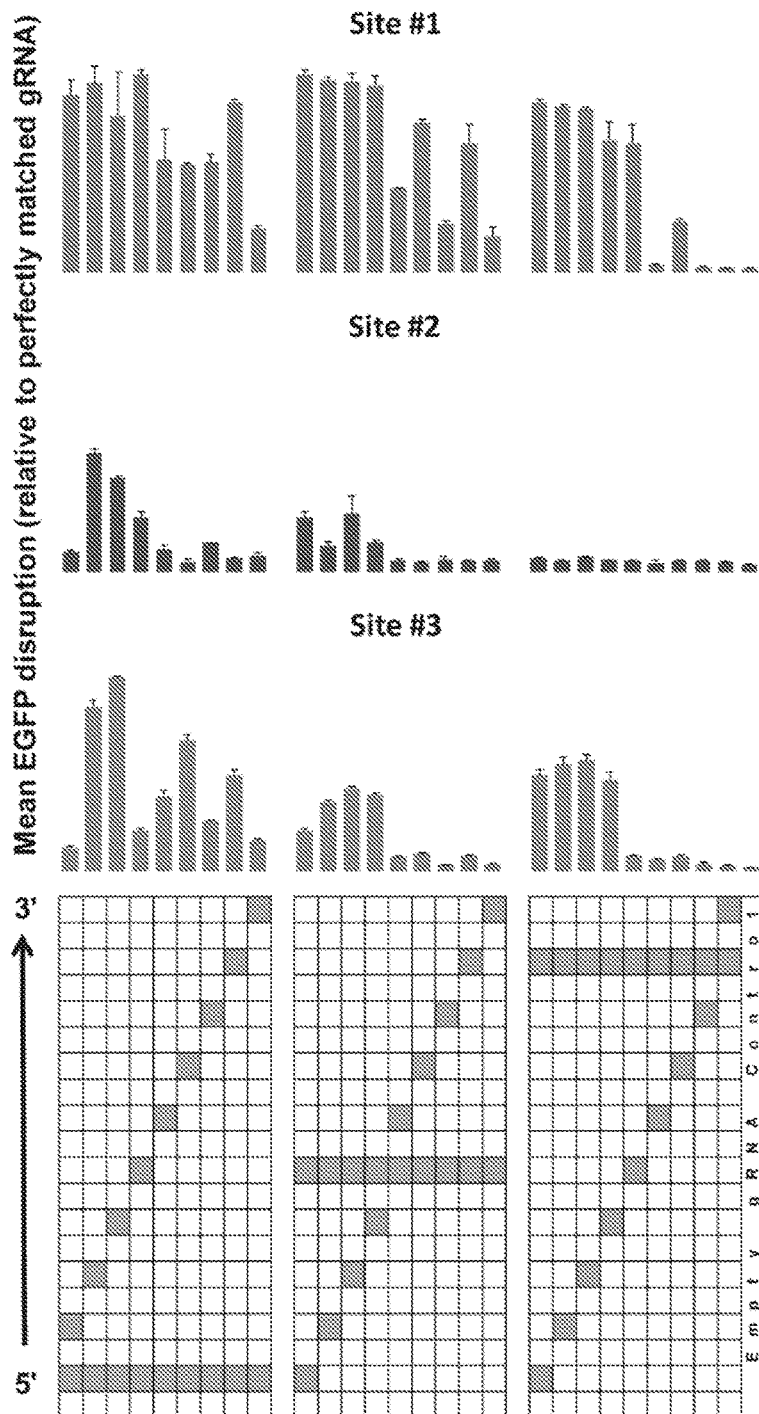 Mean EGFP disruption (relative to perfectly matched gRNA)
Site #1
Site #2
Site #3
3'
5'
Empty gRNA Control